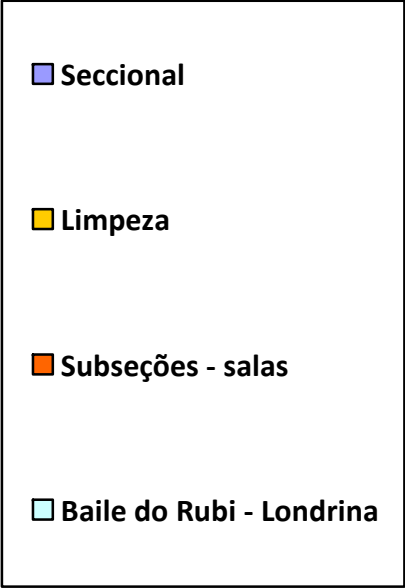 Seccional
Limpeza
Subseções - salas
Baile do Rubi - Londrina